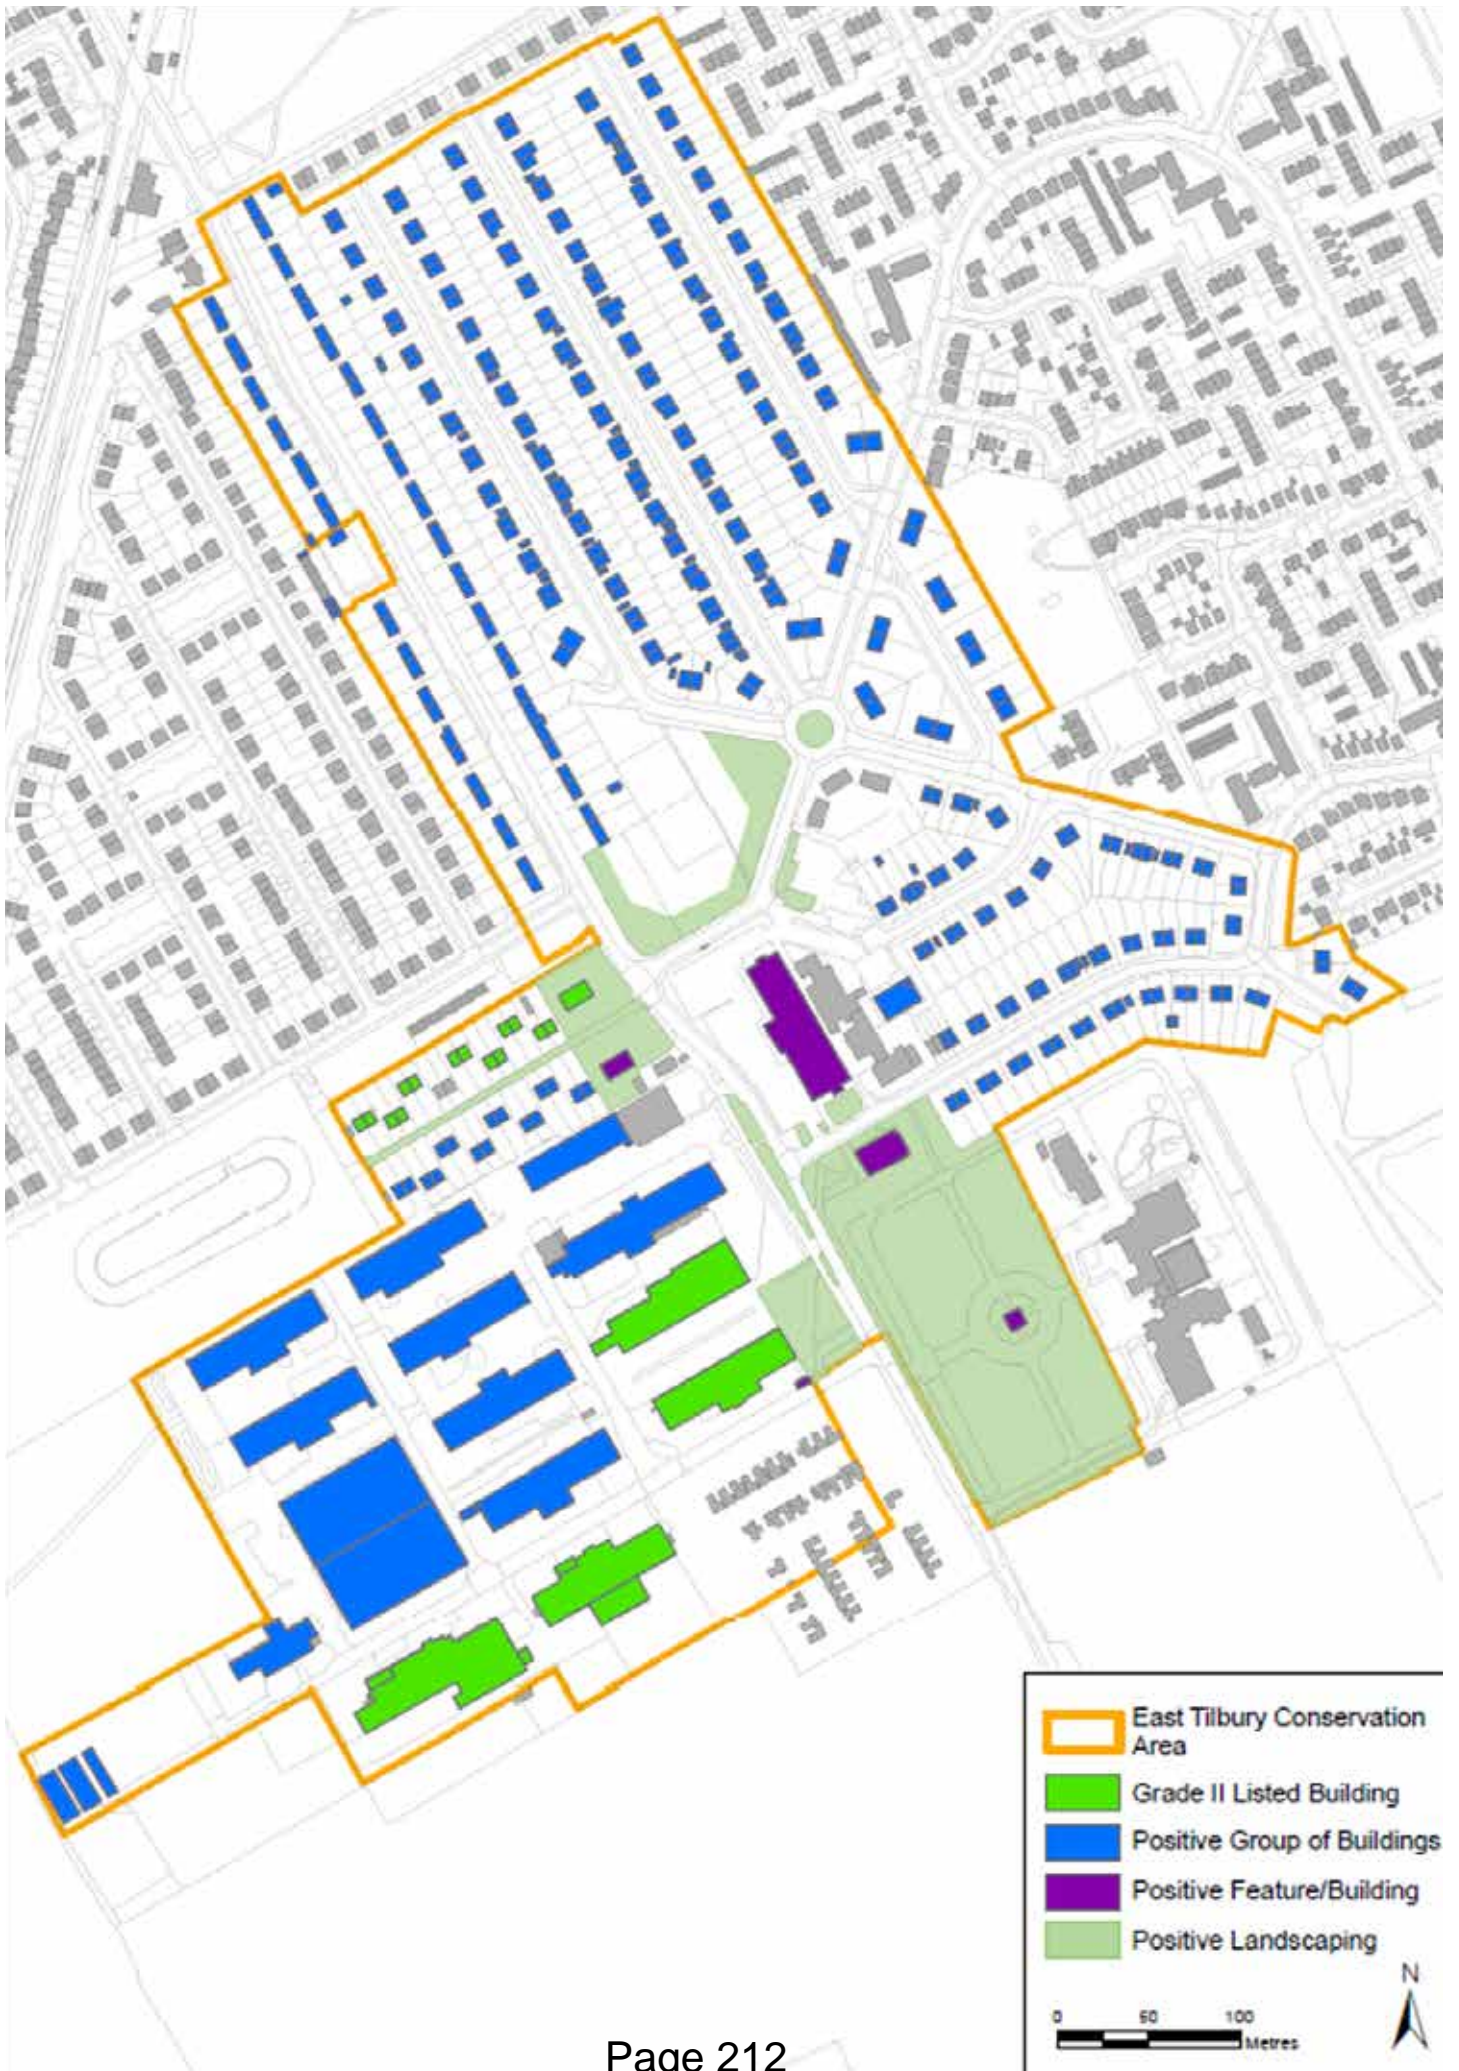 East Tilbury Conservation
Area
Grade II Listed Building
Positive Group of Buildings
Positive Feature/Building
Positive Landscaping
N
0 50 100
Metres
Page 212